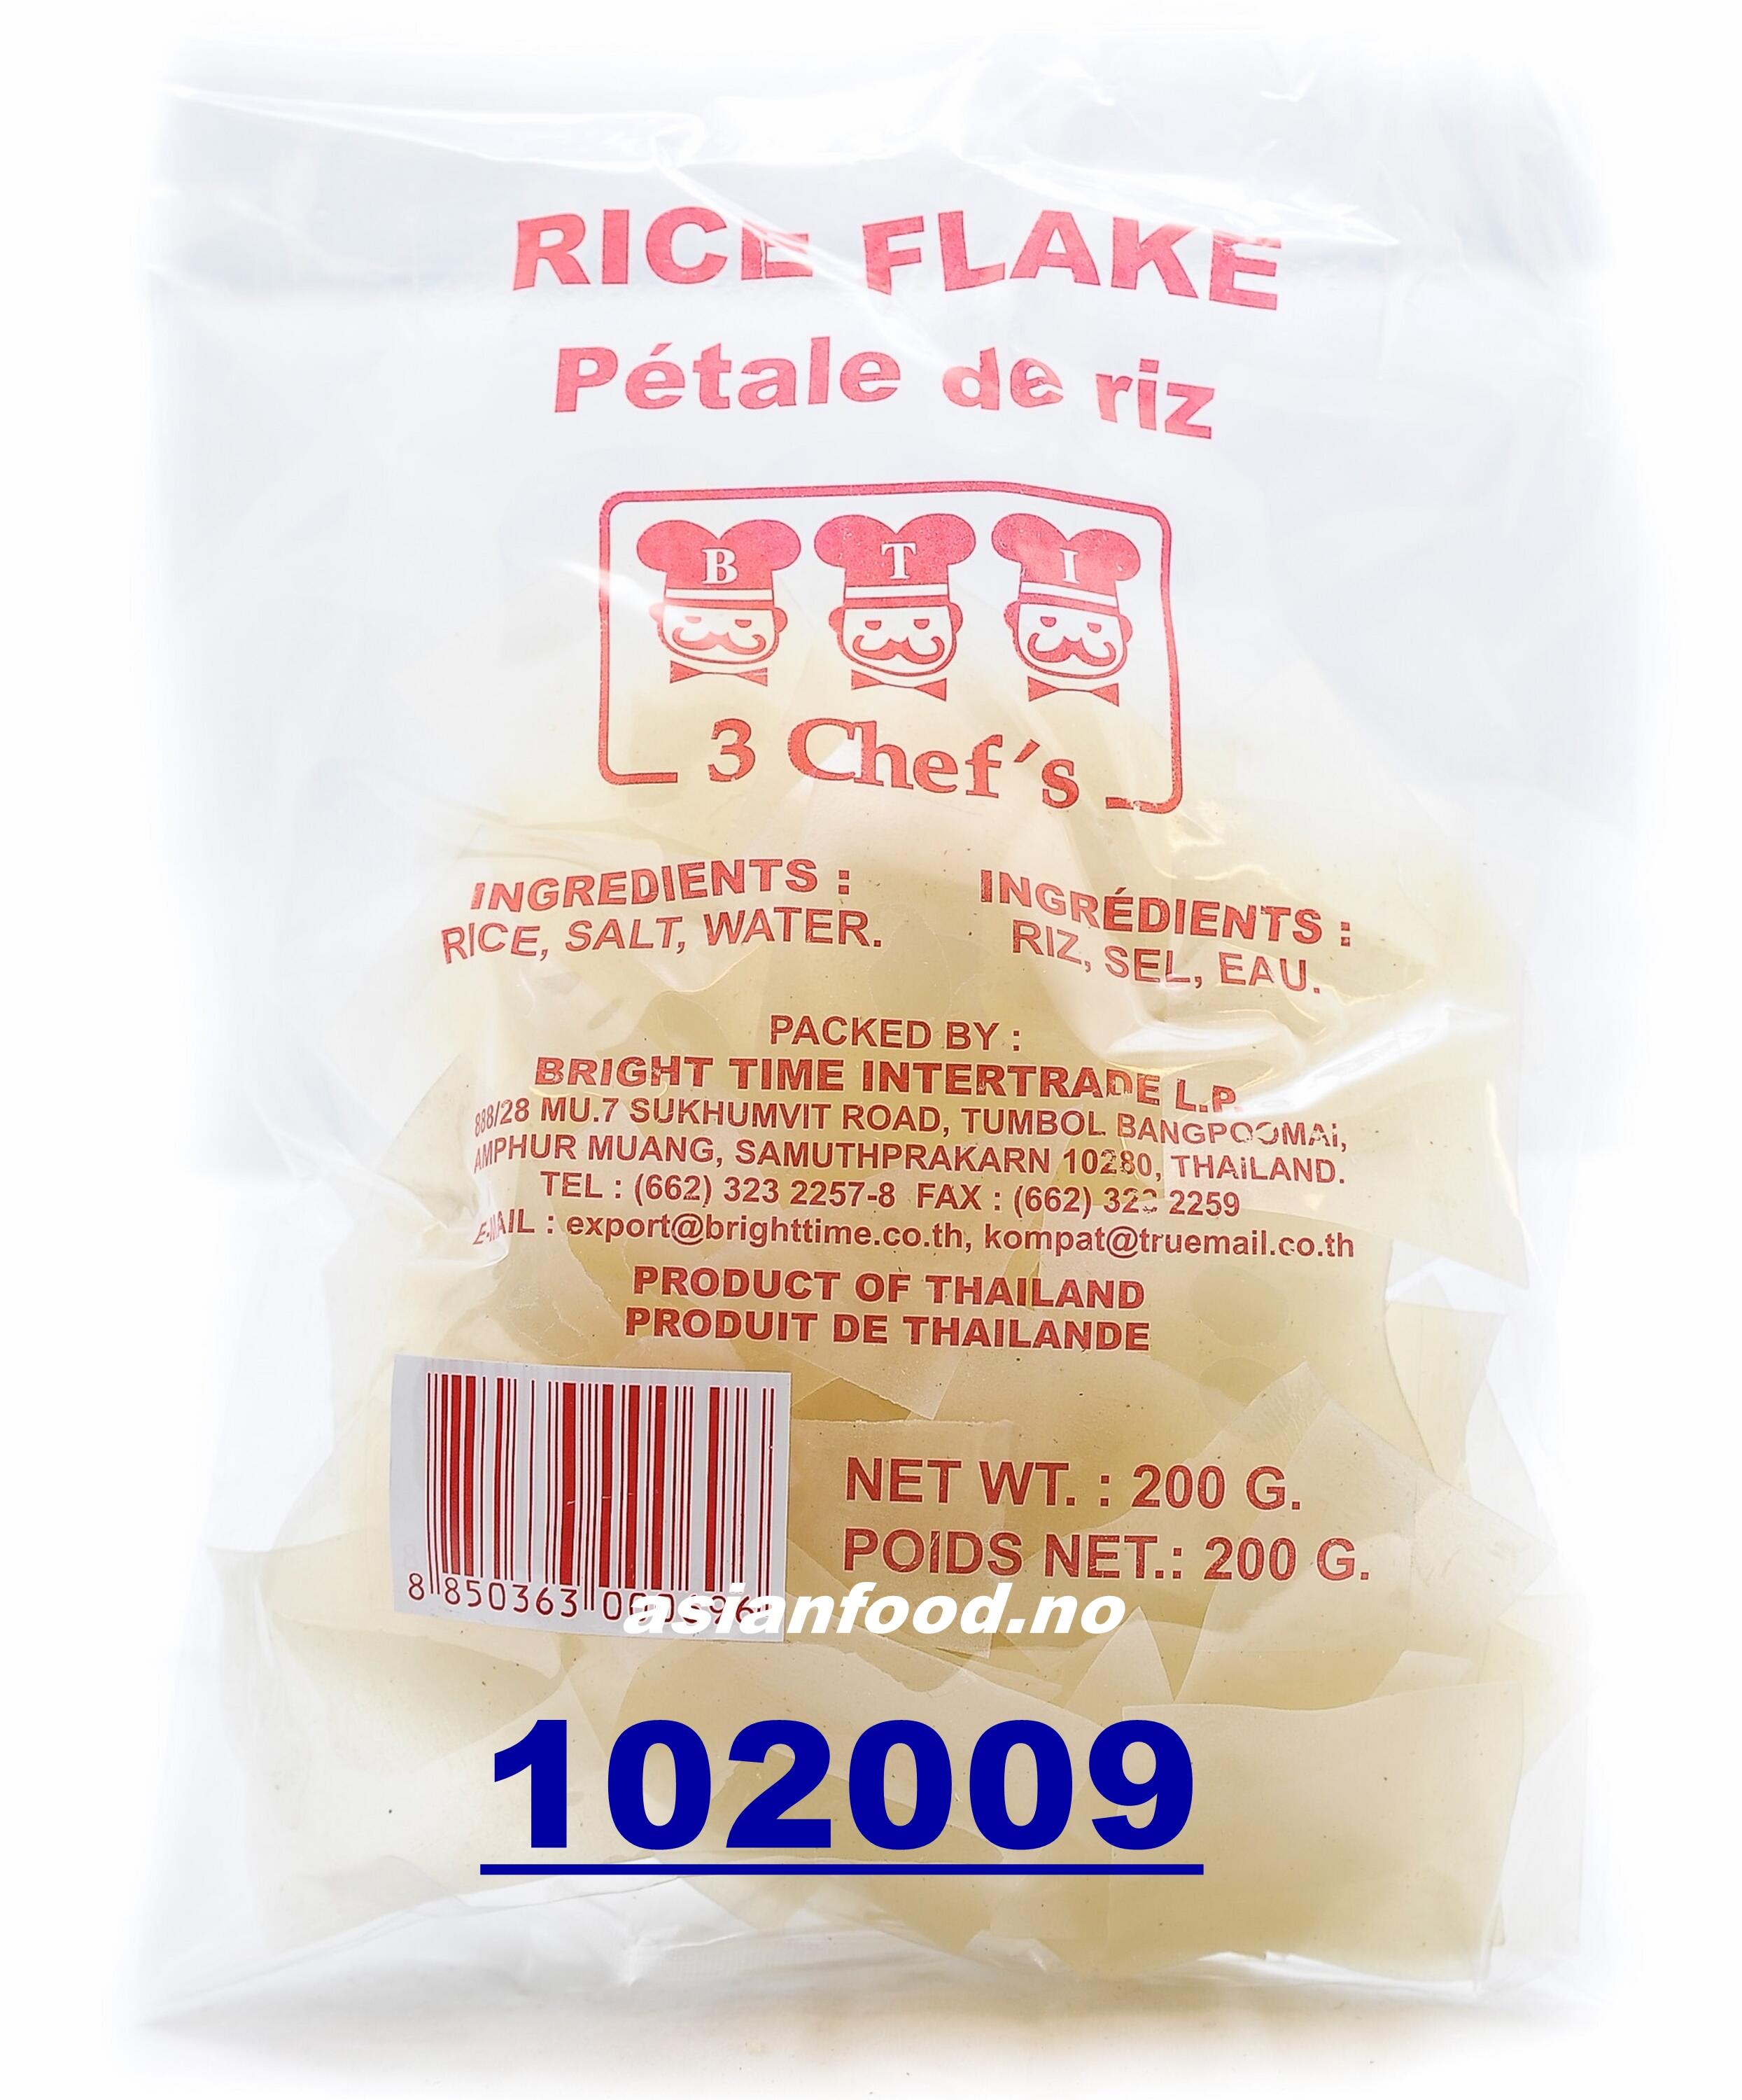 RICE FLAKE
Pétale de riz
B T I
3 Chef's
INGREDIENTS :
RICE, SALT, WATER.
INGRÉDIENTS :
RIZ, SEL, EAU.
PACKED BY :
BRIGHT TIME INTERTRADE L.P.
888/28 MU.7 SUKHUMVIT ROAD, TUMBOL BANGPOOMAI,
AMPHUR MUANG, SAMUTHPRAKARN 10280, THAILAND.
TEL : (662) 323 2257-8 FAX : (662) 323 2259
E-MAIL : export@brighttime.co.th, kompat@truemail.co.th
PRODUCT OF THAILAND
PRODUIT DE THAILANDE
NET WT. : 200 G.
POIDS NET.: 200 G.
8 850363
asianfood.no
102009